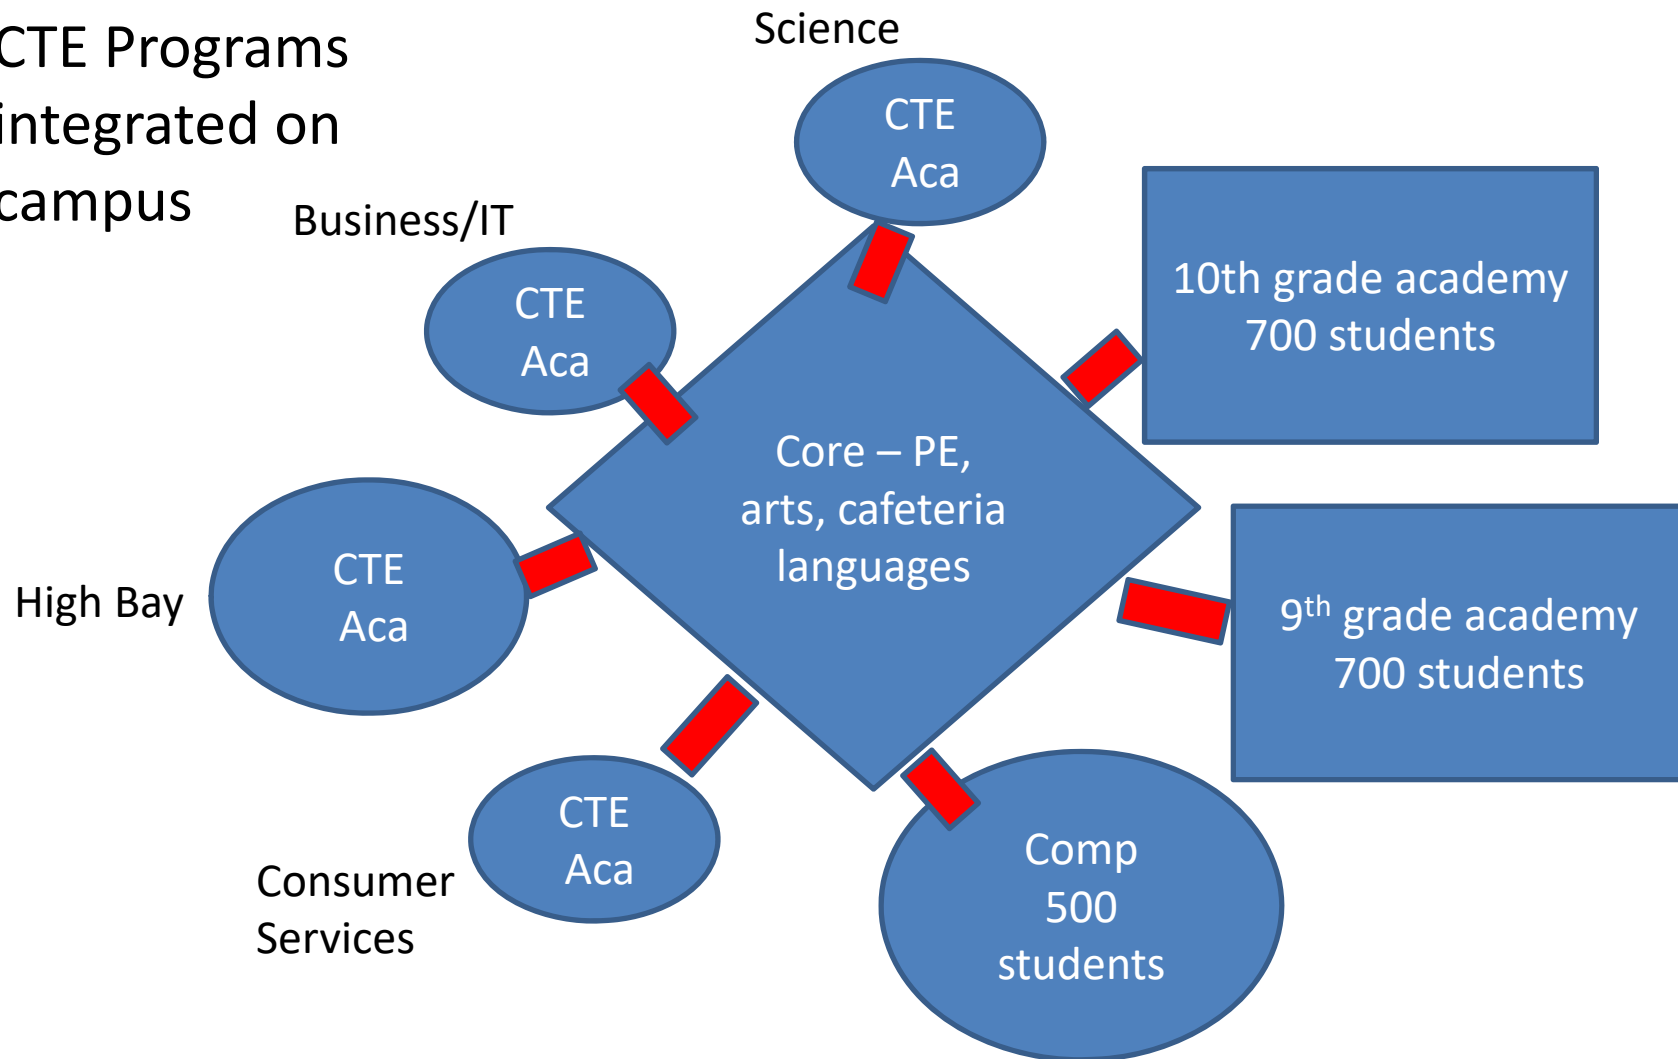 CTE Programs
integrated on
campus
Science
CTE
Aca
Business/IT
CTE
Aca
10th grade academy
700 students
Core – PE,
arts, cafeteria
languages
High Bay
CTE
Aca
9th grade academy
700 students
Consumer
Services
CTE
Aca
Comp
500
students